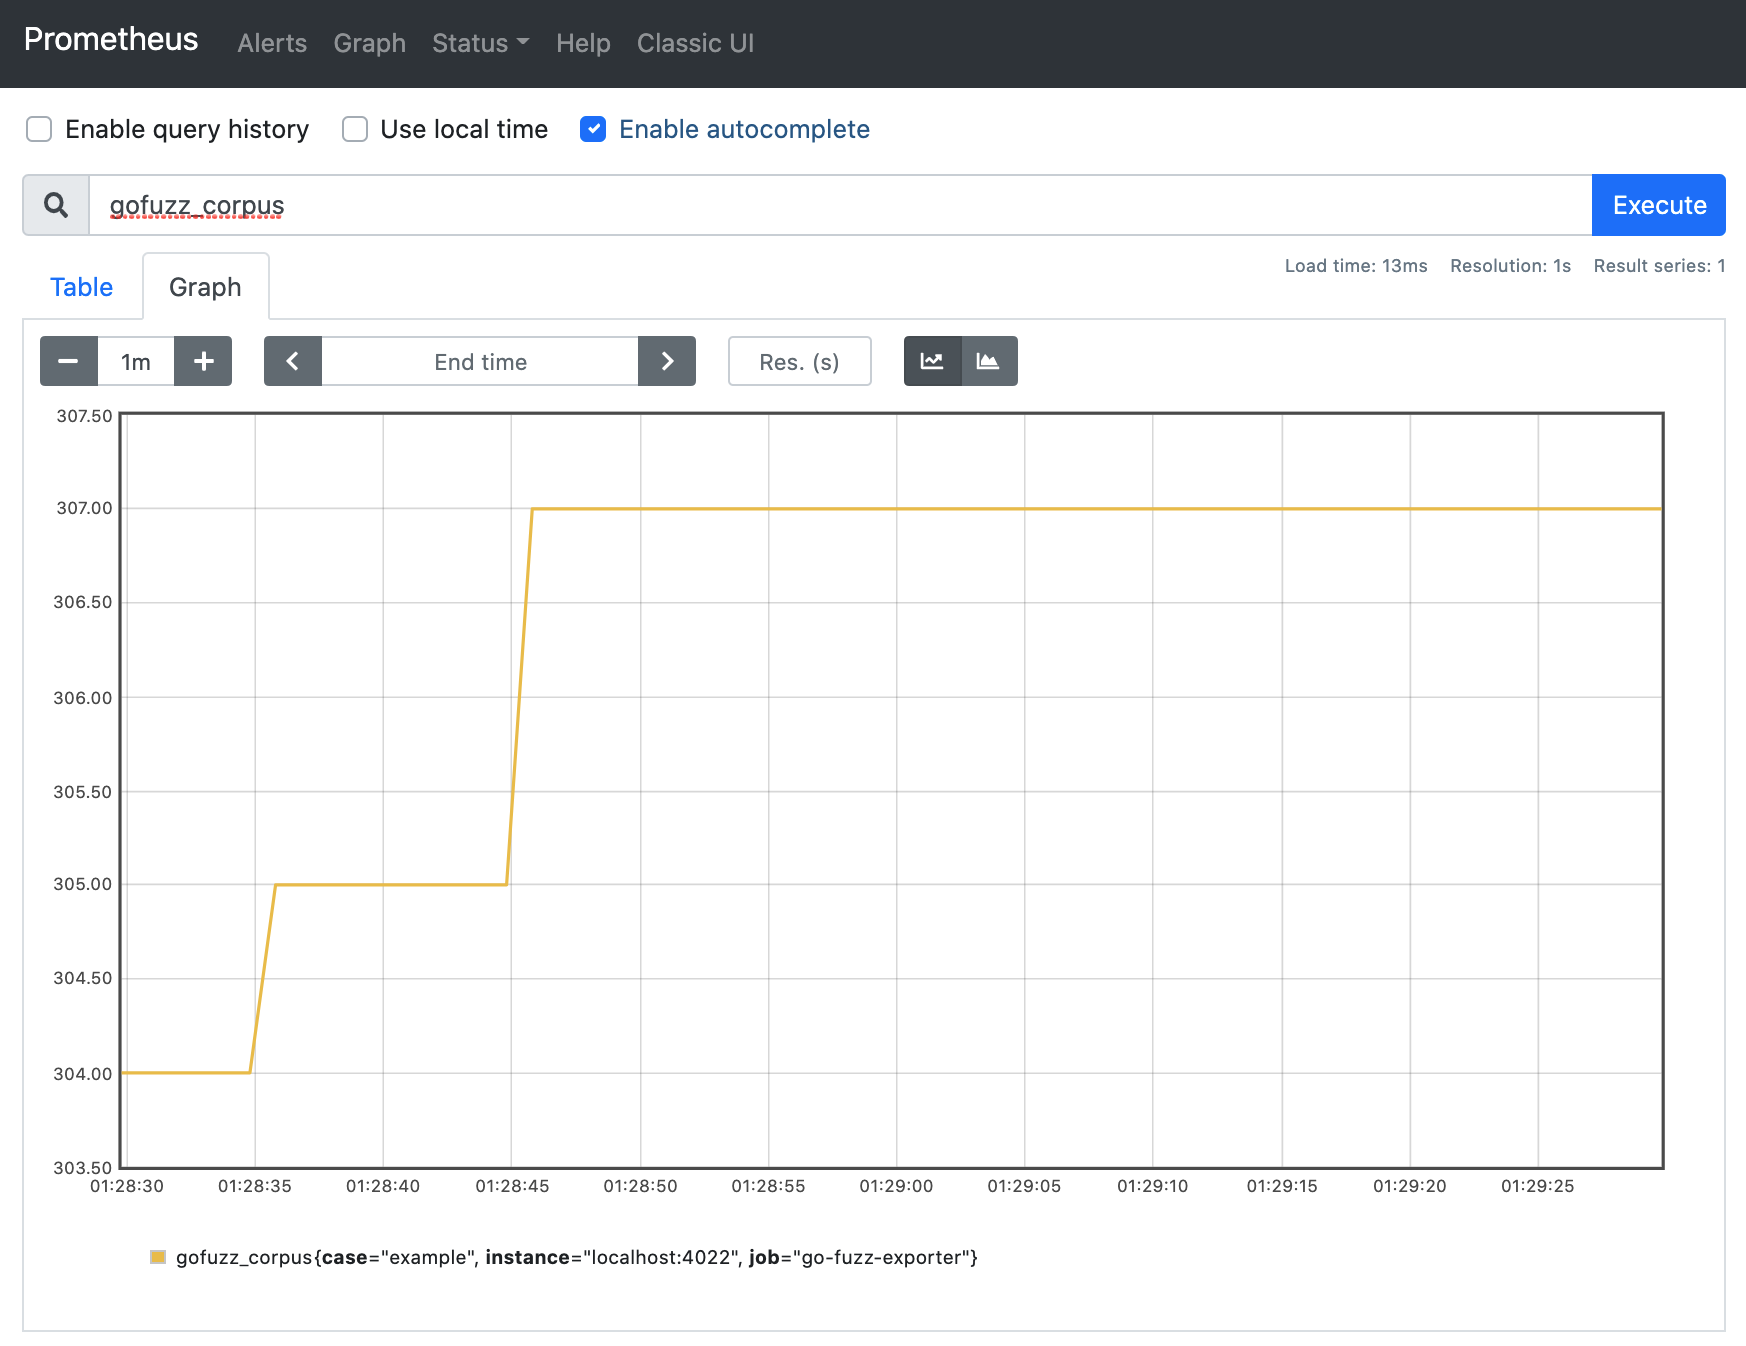 Prometheus Alerts Graph Status Help Classic UI
Enable query history Use local time Enable autocomplete
gofuzz_corpus Execute
Load time: 13ms Resolution: 1s Result series: 1
Table Graph
1m End time Res. (s)
307.50
307.00
306.50
306.00
305.50
305.00
304.50
304.00
303.50
01:28:30 01:28:35 01:28:40 01:28:45 01:28:50 01:28:55 01:29:00 01:29:05 01:29:10 01:29:15 01:29:20 01:29:25
gofuzz_corpus{case="example", instance="localhost:4022", job="go-fuzz-exporter"}